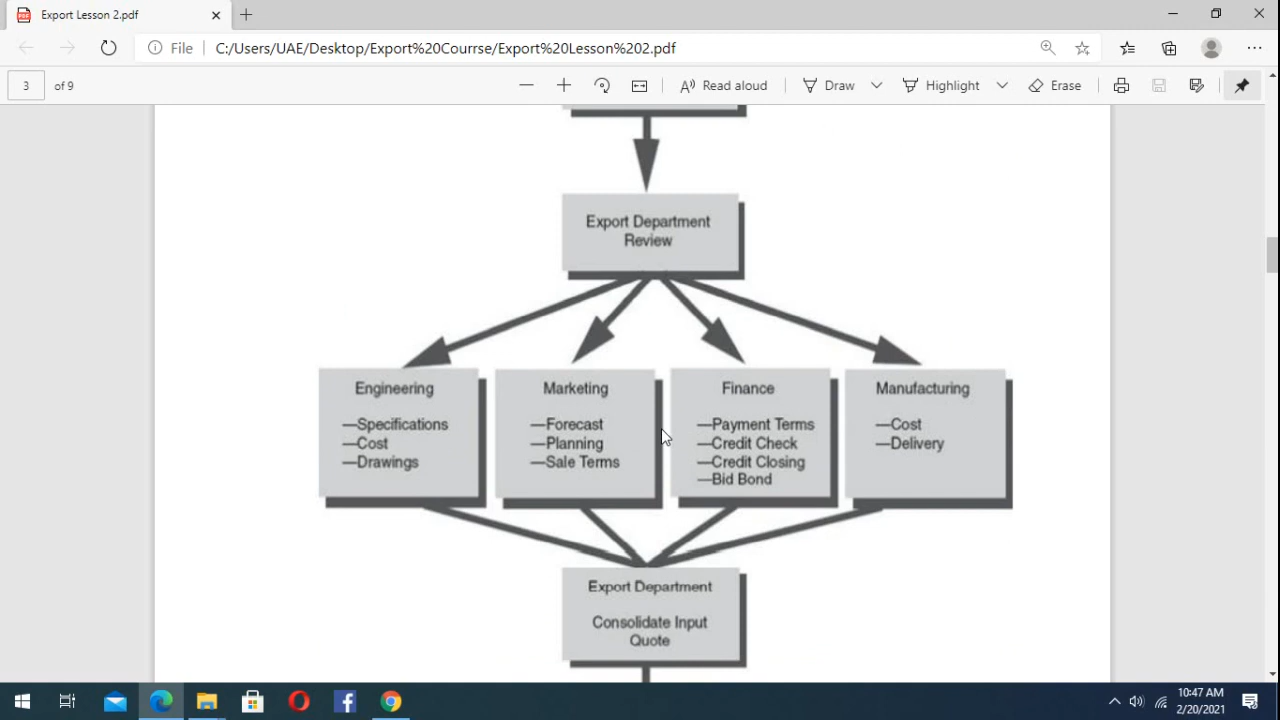 Export Lesson 2.pdf
File
C:/Users/UAE/Desktop/Export%20Courrse/Export%20Lesson%202.pdf
3 of 9
Read aloud
Draw
Highlight
Erase
Export Department
Review
Engineering
—Specifications
—Cost
—Drawings
Marketing
—Forecast
—Planning
—Sale Terms
Finance
—Payment Terms
—Credit Check
—Credit Closing
—Bid Bond
Manufacturing
—Cost
—Delivery
Export Department
Consolidate Input
Quote
10:47 AM
2/20/2021